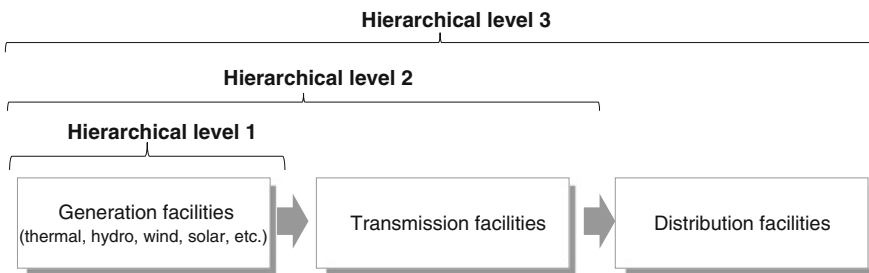 Hierarchical level 3
Hierarchical level 2
Hierarchical level 1
Generation facilities
(thermal, hydro, wind, solar, etc.)
Transmission facilities
Distribution facilities